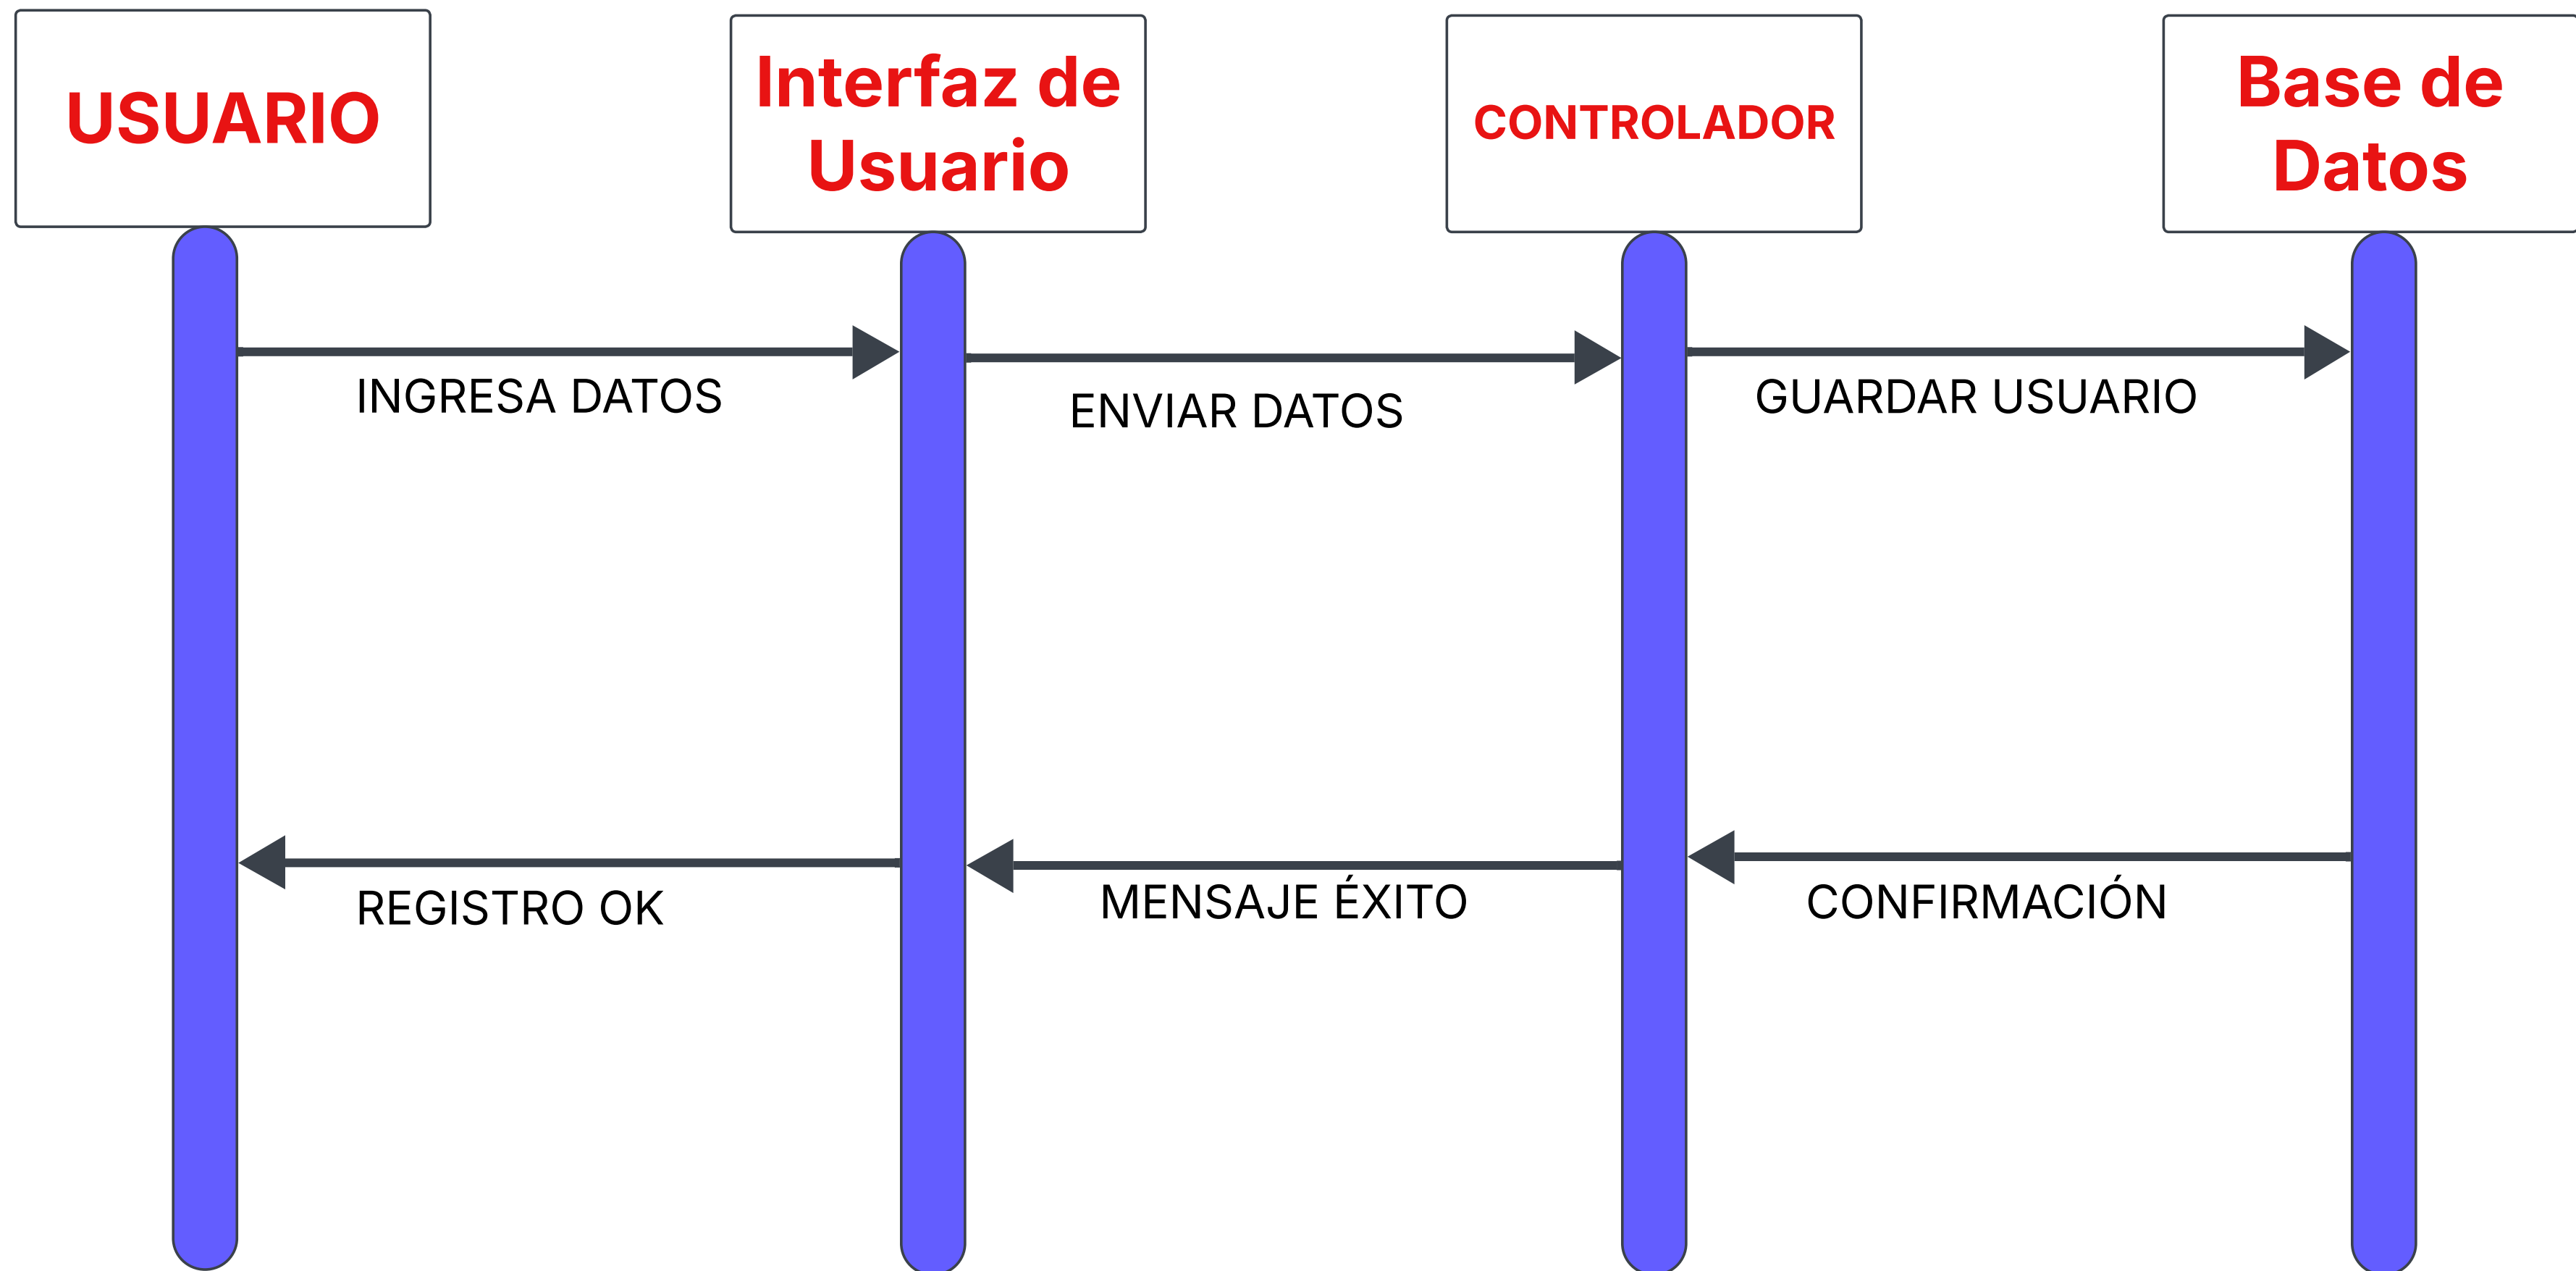 USUARIO
Interfaz de
Usuario
CONTROLADOR
Base de
Datos
INGRESA DATOS
ENVIAR DATOS
GUARDAR USUARIO
REGISTRO OK
MENSAJE ÉXITO
CONFIRMACIÓN